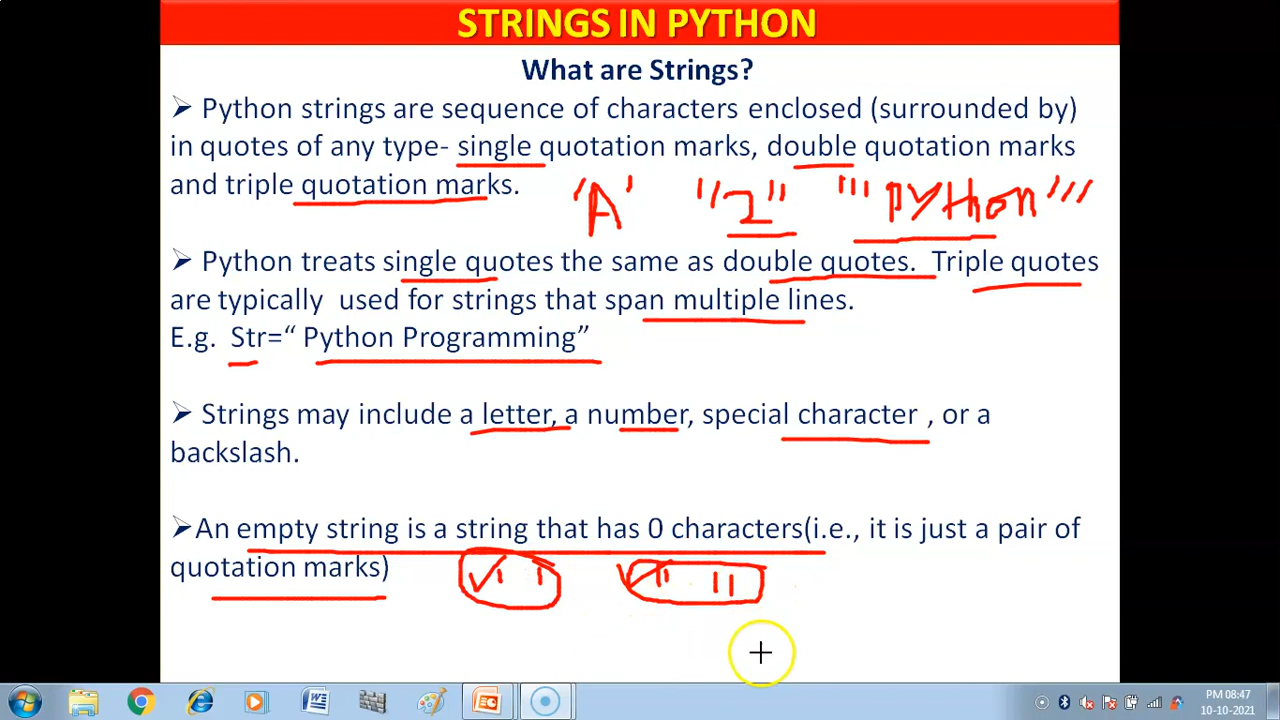 STRINGS IN PYTHON
What are Strings?
➢ Python strings are sequence of characters enclosed (surrounded by)
in quotes of any type- single quotation marks, double quotation marks
and triple quotation marks.
'A' "1" '''PYthon'''
➢ Python treats single quotes the same as double quotes. Triple quotes
are typically used for strings that span multiple lines.
E.g. Str=“ Python Programming”
➢ Strings may include a letter, a number, special character , or a
backslash.
➢An empty string is a string that has 0 characters(i.e., it is just a pair of
quotation marks)
' ' " "
PM 08:47
10-10-2021